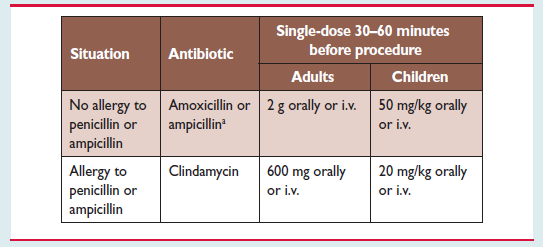 Situation
Antibiotic
Single-dose 30–60 minutes
before procedure
Adults
Children
No allergy to
penicillin or
ampicillin
Amoxicillin or
ampicillinᵃ
2 g orally or i.v.
50 mg/kg orally
or i.v.
Allergy to
penicillin or
ampicillin
Clindamycin
600 mg orally
or i.v.
20 mg/kg orally
or i.v.